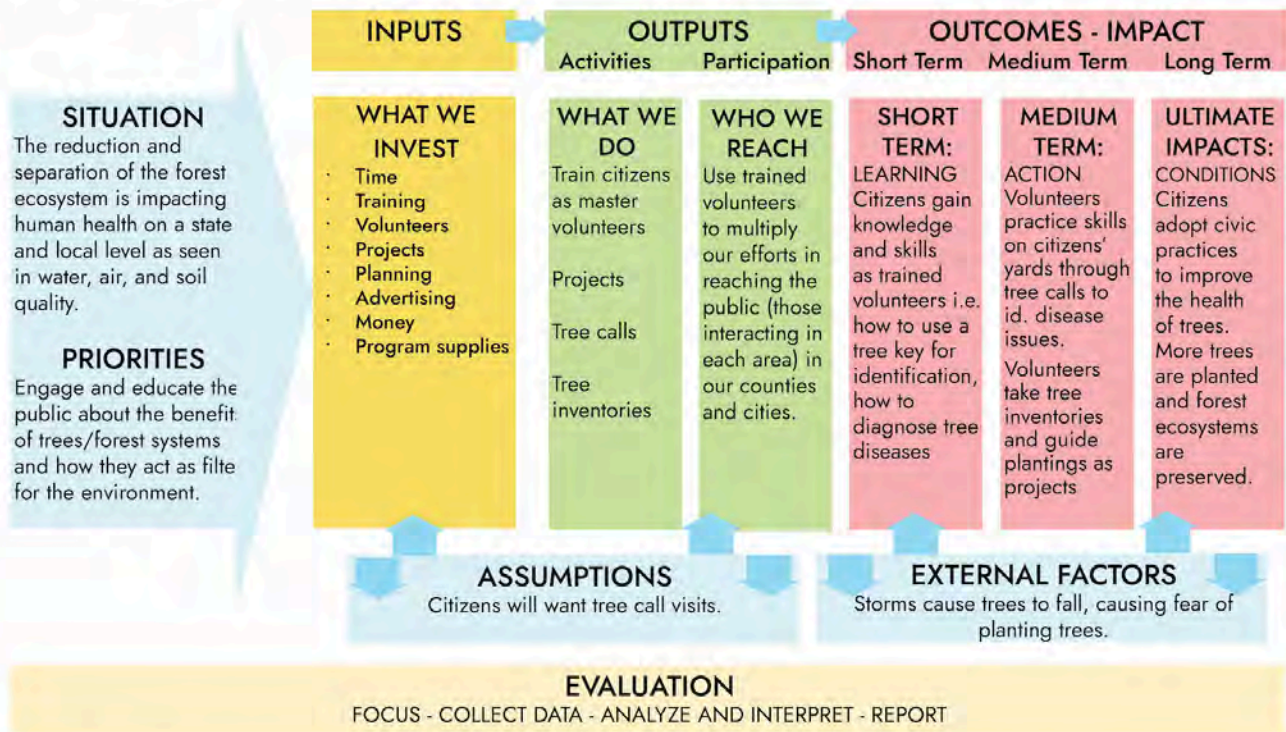 INPUTS
OUTPUTS
Activities Participation
OUTCOMES - IMPACT
Short Term Medium Term Long Term
SITUATION
The reduction and
separation of the forest
ecosystem is impacting
human health on a state
and local level as seen
in water, air, and soil
quality.
PRIORITIES
Engage and educate the
public about the benefit
of trees/forest systems
and how they act as filte
for the environment.
WHAT WE
INVEST
· Time
· Training
· Volunteers
· Projects
· Planning
· Advertising
· Money
· Program supplies
WHAT WE
DO
Train citizens
as master
volunteers
Projects
Tree calls
Tree
inventories
WHO WE
REACH
Use trained
volunteers
to multiply
our efforts in
reaching the
public (those
interacting in
each area) in
our counties
and cities.
SHORT
TERM:
LEARNING
Citizens gain
knowledge
and skills
as trained
volunteers i.e.
how to use a
tree key for
identification,
how to
diagnose tree
diseases
MEDIUM
TERM:
ACTION
Volunteers
practice skills
on citizens’
yards through
tree calls to
id. disease
issues.
Volunteers
take tree
inventories
and guide
plantings as
projects
ULTIMATE
IMPACTS:
CONDITIONS
Citizens
adopt civic
practices
to improve
the health
of trees.
More trees
are planted
and forest
ecosystems
are
preserved.
ASSUMPTIONS
Citizens will want tree call visits.
EXTERNAL FACTORS
Storms cause trees to fall, causing fear of
planting trees.
EVALUATION
FOCUS - COLLECT DATA - ANALYZE AND INTERPRET - REPORT